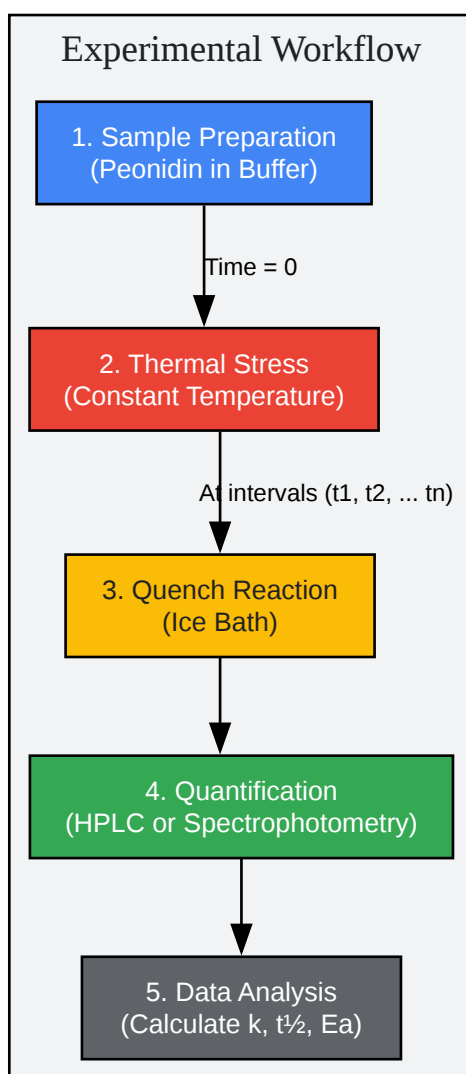 Experimental Workflow
1. Sample Preparation
(Peonidin in Buffer)
Time = 0
2. Thermal Stress
(Constant Temperature)
At intervals (t1, t2, ... tn)
3. Quench Reaction
(Ice Bath)
4. Quantification
(HPLC or Spectrophotometry)
5. Data Analysis
(Calculate k, t½, Ea)